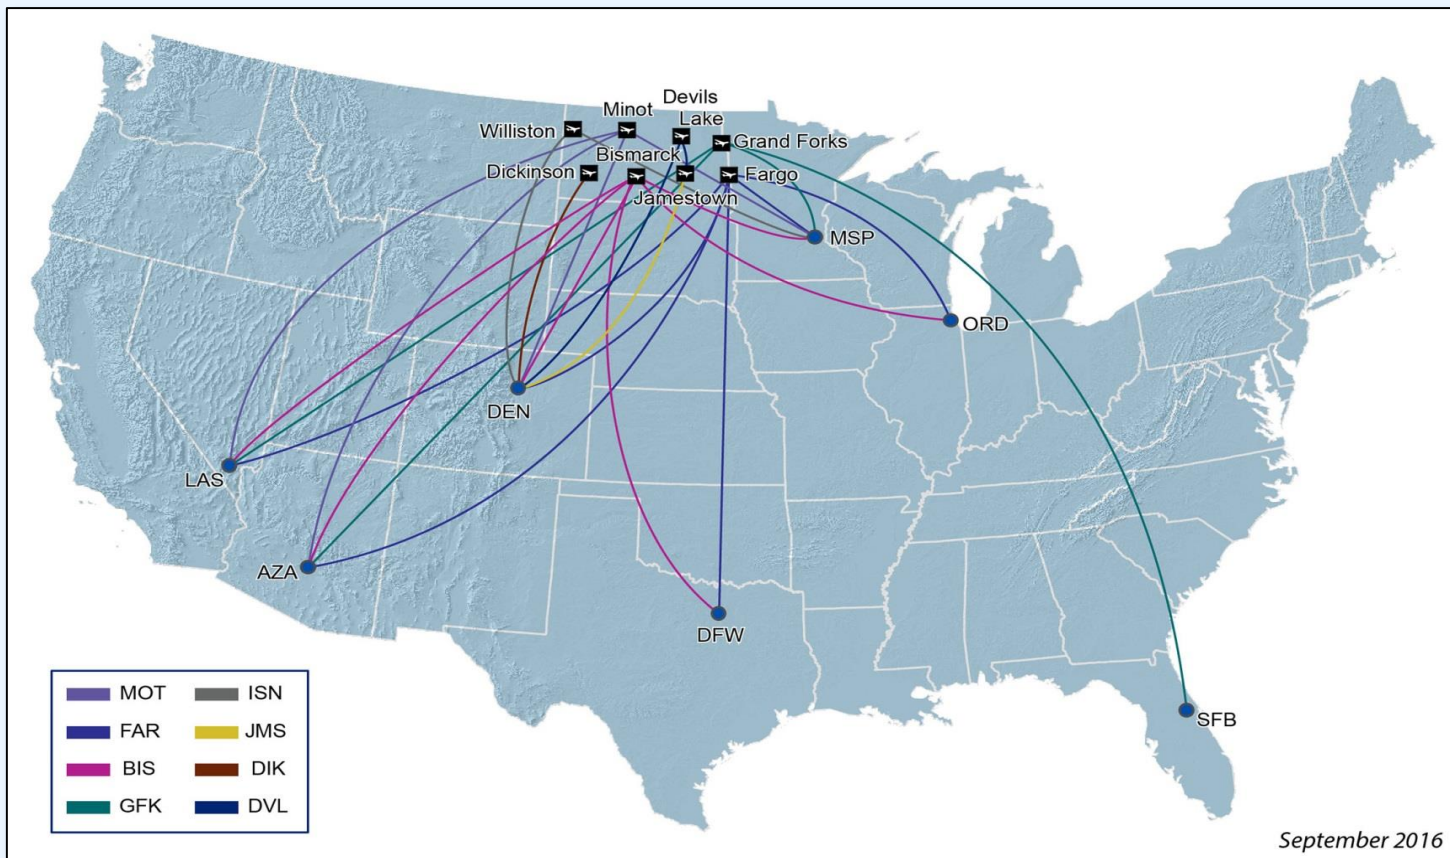 Devils
Lake
Minot
Williston
Grand Forks
Bismarck
Dickinson
Fargo
Jamestown
MSP
ORD
DEN
LAS
AZA
DFW
SFB
MOT
ISN
FAR
JMS
BIS
DIK
GFK
DVL
September 2016